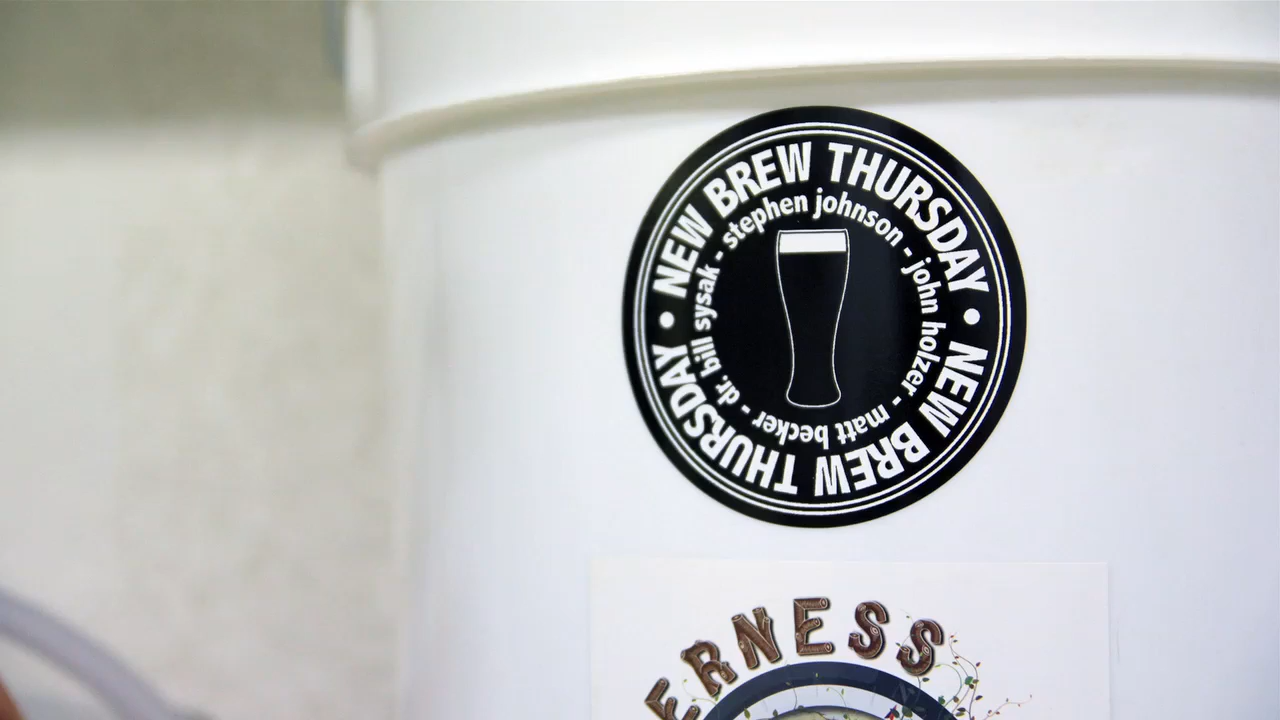 NEW BREW THURSDAY • NEW BREW THURSDAY •
stephen johnson - john holzer - matt becker - dr. bill sysak -
ERNESS